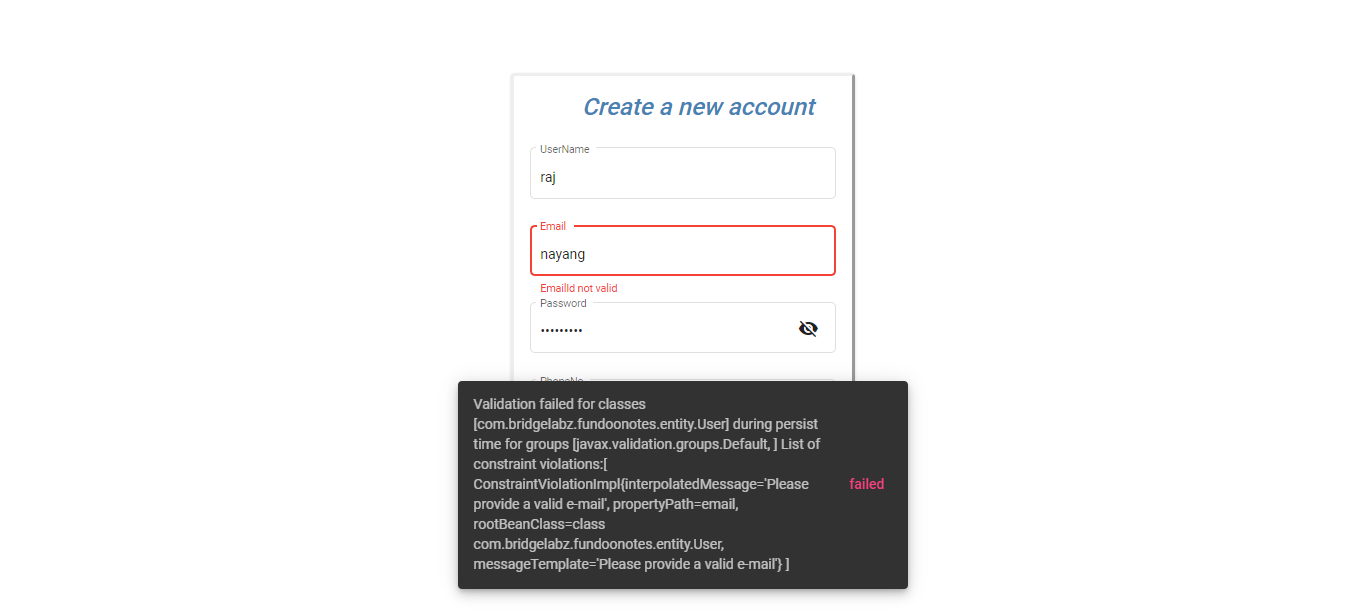 Create a new account
UserName
raj
Email
nayang
EmailId not valid
Password
•••••••••
PhoneNo
Validation failed for classes
[com.bridgelabz.fundoonotes.entity.User] during persist
time for groups [javax.validation.groups.Default, ] List of
constraint violations:[
ConstraintViolationImpl{interpolatedMessage='Please
provide a valid e-mail', propertyPath=email,
rootBeanClass=class
com.bridgelabz.fundoonotes.entity.User,
messageTemplate='Please provide a valid e-mail'} ]
failed